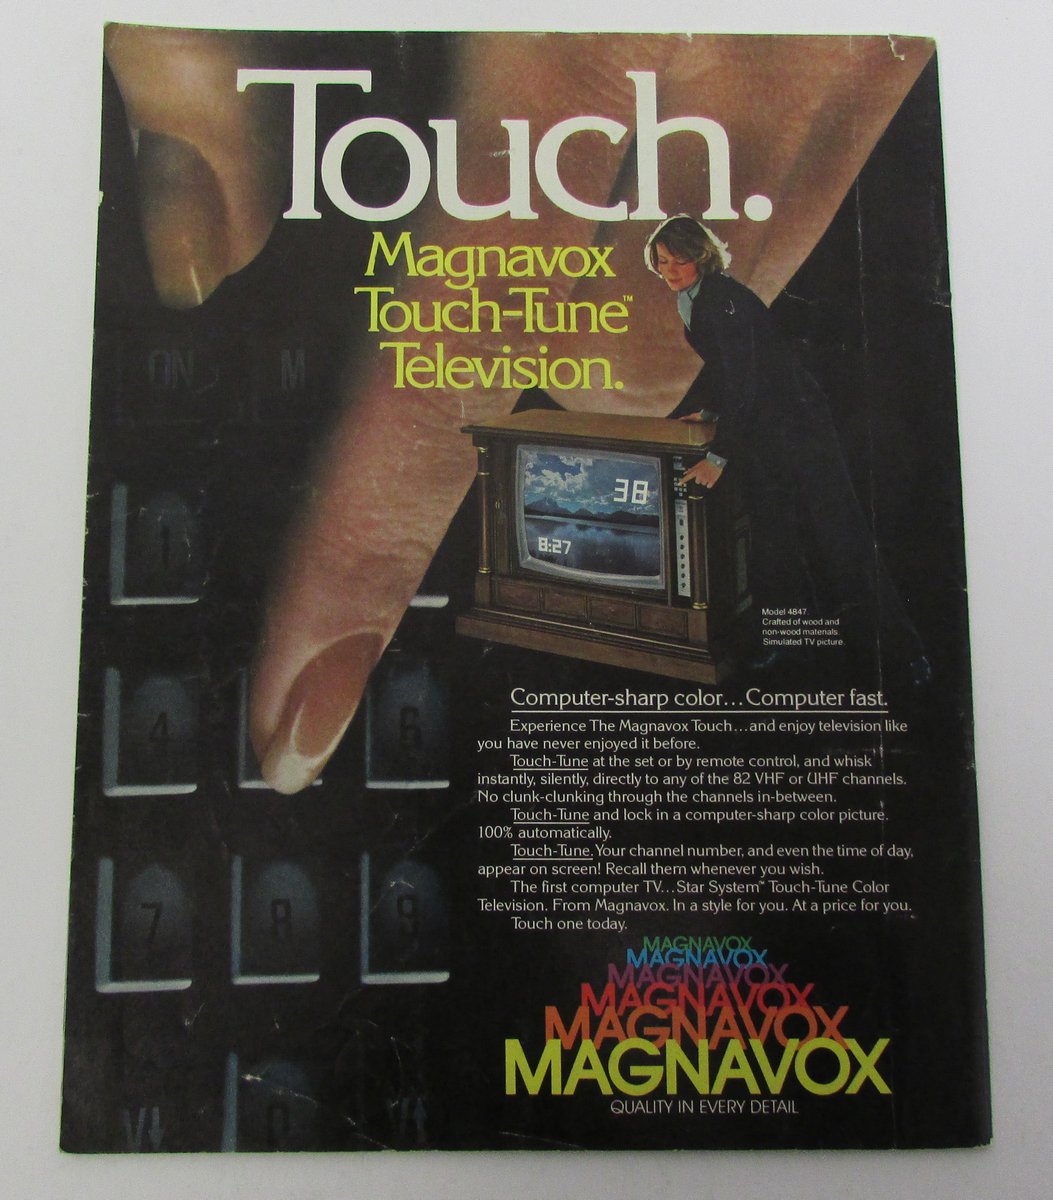 Touch.
Magnavox
Touch-Tune™
Television.
ON M
38
8:27
Model 4847.
Crafted of wood and
non-wood materials.
Simulated TV picture.
1
4 6
7 8 9
0
Computer-sharp color...Computer fast.
Experience The Magnavox Touch...and enjoy television like
you have never enjoyed it before.
Touch-Tune at the set or by remote control, and whisk
instantly, silently, directly to any of the 82 VHF or UHF channels.
No clunk-clunking through the channels in-between.
Touch-Tune and lock in a computer-sharp color picture.
100% automatically.
Touch-Tune. Your channel number, and even the time of day,
appear on screen! Recall them whenever you wish.
The first computer TV...Star System™ Touch-Tune Color
Television. From Magnavox. In a style for you. At a price for you.
Touch one today.
MAGNAVOX
MAGNAVOX
MAGNAVOX
MAGNAVOX
MAGNAVOX
MAGNAVOX
QUALITY IN EVERY DETAIL